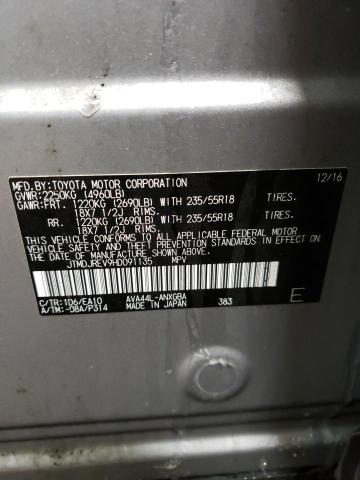 MFD.BY:TOYOTA MOTOR CORPORATION 12/16
GVWR:2250KG (4960LB)
GAWR:FRT. 1220KG (2690LB) WITH 235/55R18 TIRES.
18X7 1/2J RIMS.
RR. 1220KG (2690LB) WITH 235/55R18 TIRES.
18X7 1/2J RIMS.
THIS VEHICLE CONFORMS TO ALL APPLICABLE FEDERAL MOTOR
VEHICLE SAFETY AND THEFT PREVENTION STANDARDS IN EFFECT ON
THE DATE OF MANUFACTURE SHOWN ABOVE.
JTMDJREV9HD091135 MPV
C/TR:1D6/EA10 AVA44L-ANXGBA
A/TM:-08A/P314 MADE IN JAPAN 383 E